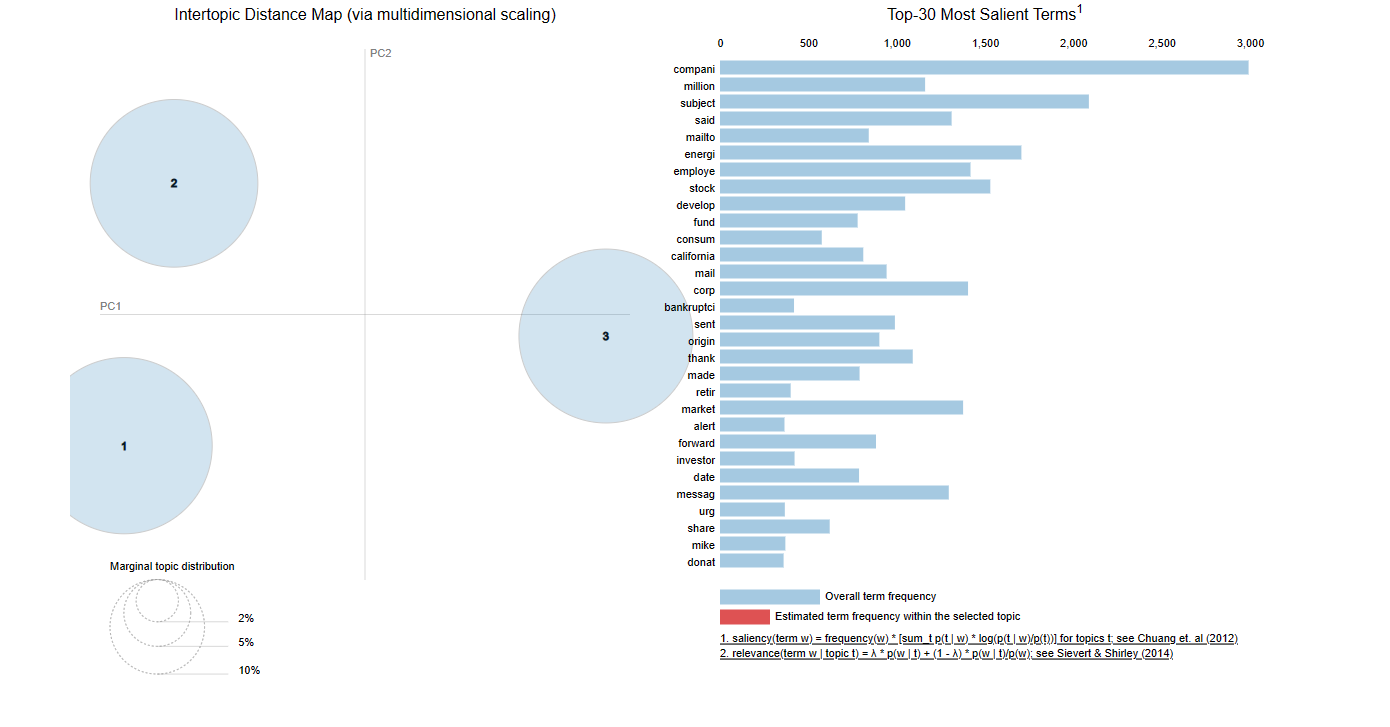 Intertopic Distance Map (via multidimensional scaling)
PC2
PC1
2
3
1
Marginal topic distribution
2%
5%
10%
Top-30 Most Salient Terms1
0 500 1,000 1,500 2,000 2,500 3,000
compani
million
subject
said
mailto
energi
employe
stock
develop
fund
consum
california
mail
corp
bankruptci
sent
origin
thank
made
retir
market
alert
forward
investor
date
messag
urg
share
mike
donat
Overall term frequency
Estimated term frequency within the selected topic
1. saliency(term w) = frequency(w) * [sum_t p(t | w) * log(p(t | w)/p(t))] for topics t; see Chuang et. al (2012)
2. relevance(term w | topic t) = λ * p(w | t) + (1 - λ) * p(w | t)/p(w); see Sievert & Shirley (2014)